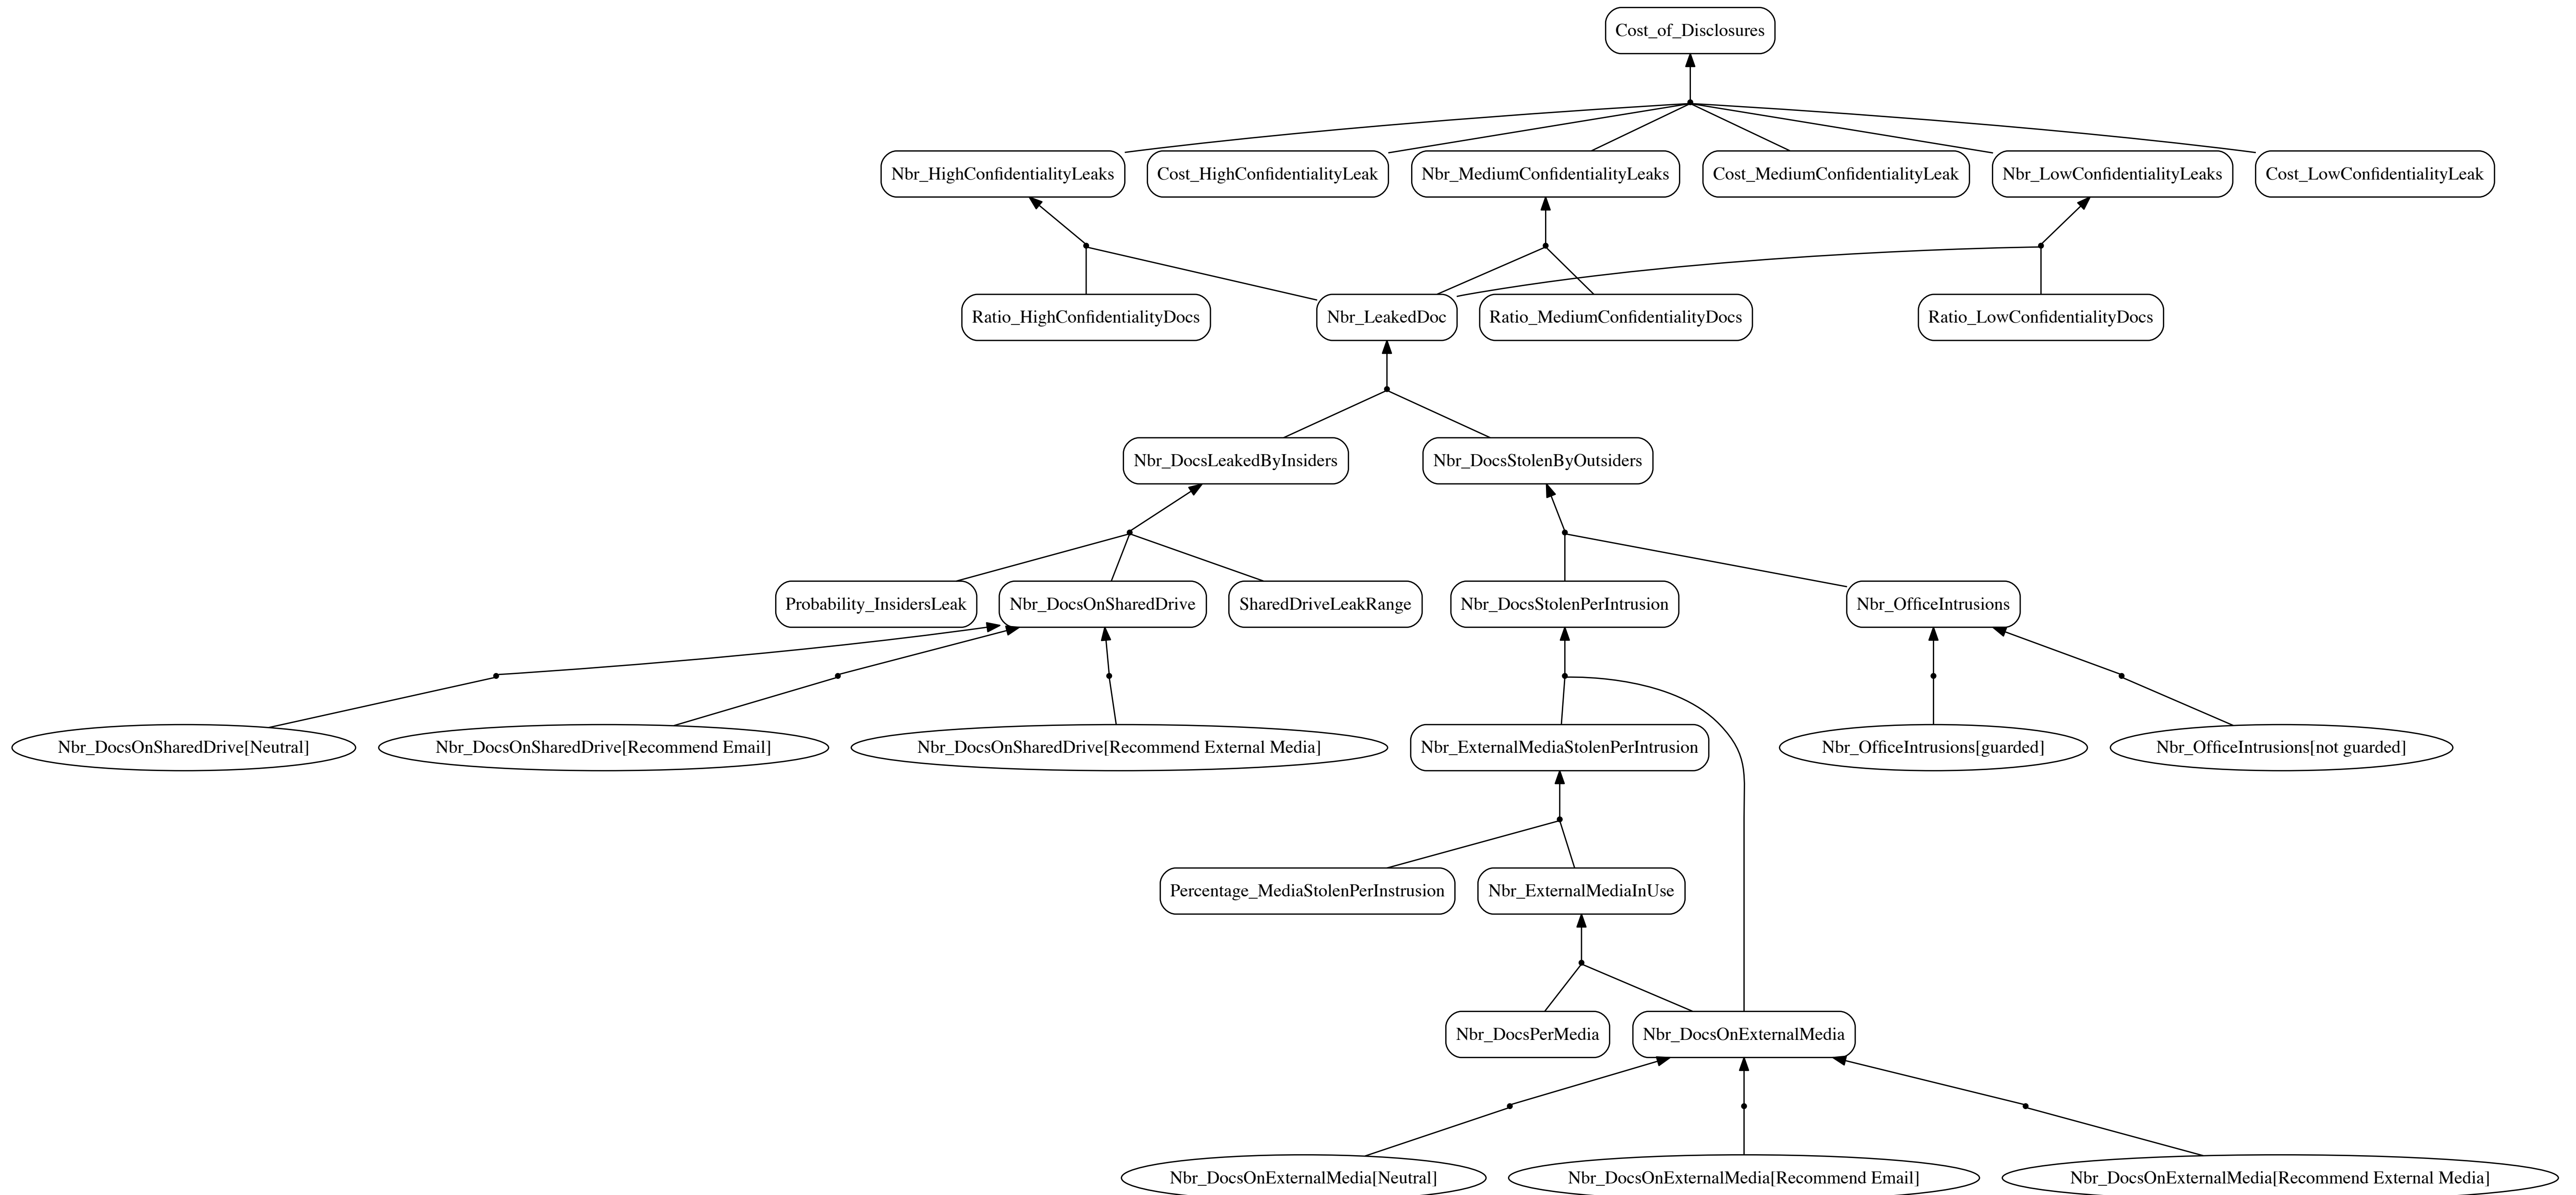 Cost_of_Disclosures
Nbr_HighConfidentialityLeaks
Cost_HighConfidentialityLeak
Nbr_MediumConfidentialityLeaks
Cost_MediumConfidentialityLeak
Nbr_LowConfidentialityLeaks
Cost_LowConfidentialityLeak
Ratio_HighConfidentialityDocs
Nbr_LeakedDoc
Ratio_MediumConfidentialityDocs
Ratio_LowConfidentialityDocs
Nbr_DocsLeakedByInsiders
Nbr_DocsStolenByOutsiders
Probability_InsidersLeak
Nbr_DocsOnSharedDrive
SharedDriveLeakRange
Nbr_DocsStolenPerIntrusion
Nbr_OfficeIntrusions
Nbr_DocsOnSharedDrive[Neutral]
Nbr_DocsOnSharedDrive[Recommend Email]
Nbr_DocsOnSharedDrive[Recommend External Media]
Nbr_ExternalMediaStolenPerIntrusion
Nbr_OfficeIntrusions[guarded]
Nbr_OfficeIntrusions[not guarded]
Percentage_MediaStolenPerInstrusion
Nbr_ExternalMediaInUse
Nbr_DocsPerMedia
Nbr_DocsOnExternalMedia
Nbr_DocsOnExternalMedia[Neutral]
Nbr_DocsOnExternalMedia[Recommend Email]
Nbr_DocsOnExternalMedia[Recommend External Media]